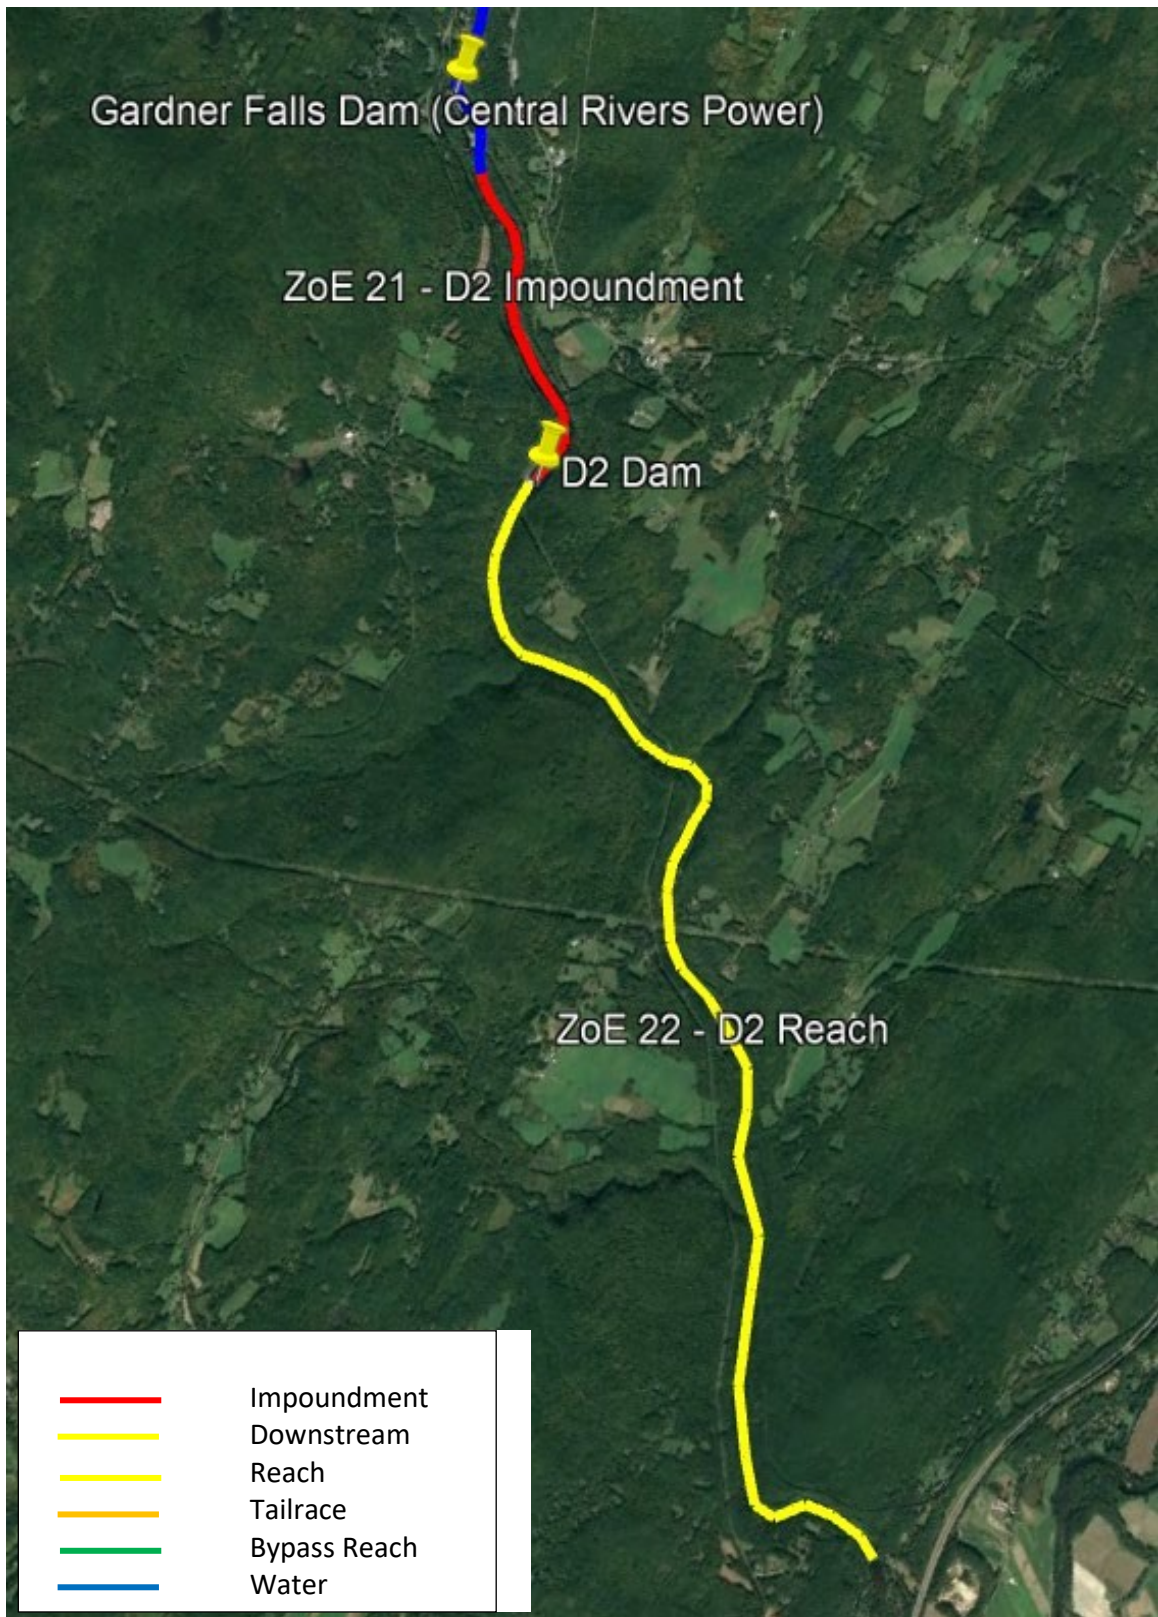 Gardner Falls Dam (Central Rivers Power)
ZoE 21 - D2 Impoundment
D2 Dam
ZoE 22 - D2 Reach
Impoundment
Downstream
Reach
Tailrace
Bypass Reach
Water